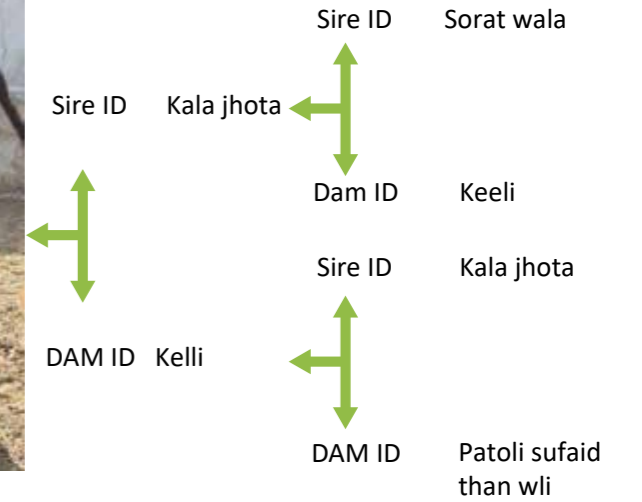 Sire ID Sorat wala
Sire ID Kala jhota
Dam ID Keeli
Sire ID Kala jhota
DAM ID Kelli
DAM ID Patoli sufaid
than wli